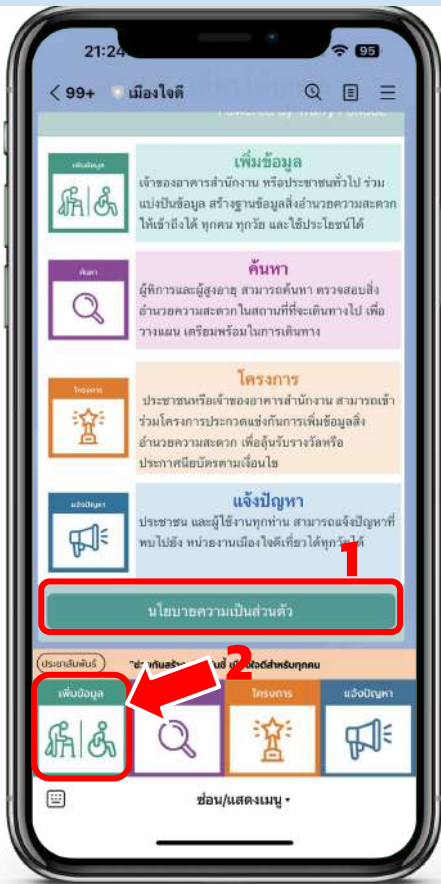 21:24
95
99+
เมืองใจดี
เพิ่มข้อมูล
เพิ่มข้อมูล
เจ้าของอาคารสำนักงาน หรือประชาชนทั่วไป ร่วม
แบ่งปันข้อมูล สร้างฐานข้อมูลสิ่งอำนวยความสะดวก
ให้เข้าถึงได้ ทุกคน ทุกวัย และใช้ประโยชน์ได้
ค้นหา
ค้นหา
ผู้พิการและผู้สูงอายุ สามารถค้นหา ตรวจสอบสิ่ง
อำนวยความสะดวกในสถานที่ที่จะเดินทางไป เพื่อ
วางแผน เตรียมพร้อมในการเดินทาง
โครงการ
โครงการ
ประชาชนหรือเจ้าของอาคารสำนักงาน สามารถเข้า
ร่วมโครงการประกวดแข่งกันการเพิ่มข้อมูลสิ่ง
อำนวยความสะดวก เพื่อลุ้นรับรางวัลหรือ
ประกาศนียบัตรตามเงื่อนไข
แจ้งปัญหา
แจ้งปัญหา
ประชาชน และผู้ใช้งานทุกท่าน สามารถแจ้งปัญหาที่
พบไปยัง หน่วยงานเมืองใจดีเที่ยวได้ทุกวัยได้
1
นโยบายความเป็นส่วนตัว
ประชาสัมพันธ์
เมืองใจดีสำหรับทุกคน
2
เพิ่มข้อมูล
โครงการ
แจ้งปัญหา
ซ่อน/แสดงเมนู